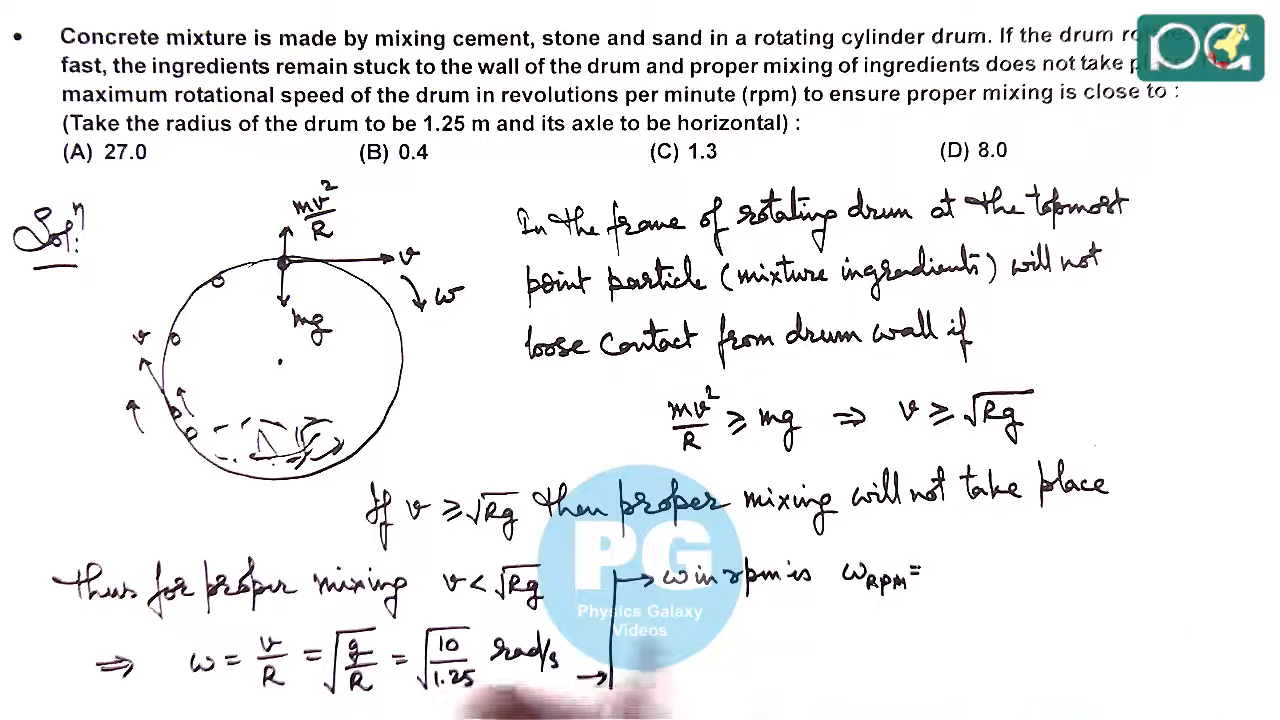 • Concrete mixture is made by mixing cement, stone and sand in a rotating cylinder drum. If the drum
fast, the ingredients remain stuck to the wall of the drum and proper mixing of ingredients does not take
maximum rotational speed of the drum in revolutions per minute (rpm) to ensure proper mixing is close to :
(Take the radius of the drum to be 1.25 m and its axle to be horizontal) :
(A) 27.0 (B) 0.4 (C) 1.3 (D) 8.0
Solⁿ:
mv²/R
v
ω
mg
v
In the frame of rotating drum at the topmost
point particle (mixture ingredients) will not
loose contact from drum wall if
mv²/R ≥ mg ⇒ v ≥ √Rg
If v ≥ √Rg then proper mixing will not take place
Thus for proper mixing v < √Rg
⇒ ω = v/R = √(g/R) = √(10/1.25) rad/s
→ ω in rpm is ω_RPM =
PG
Physics Galaxy
Videos